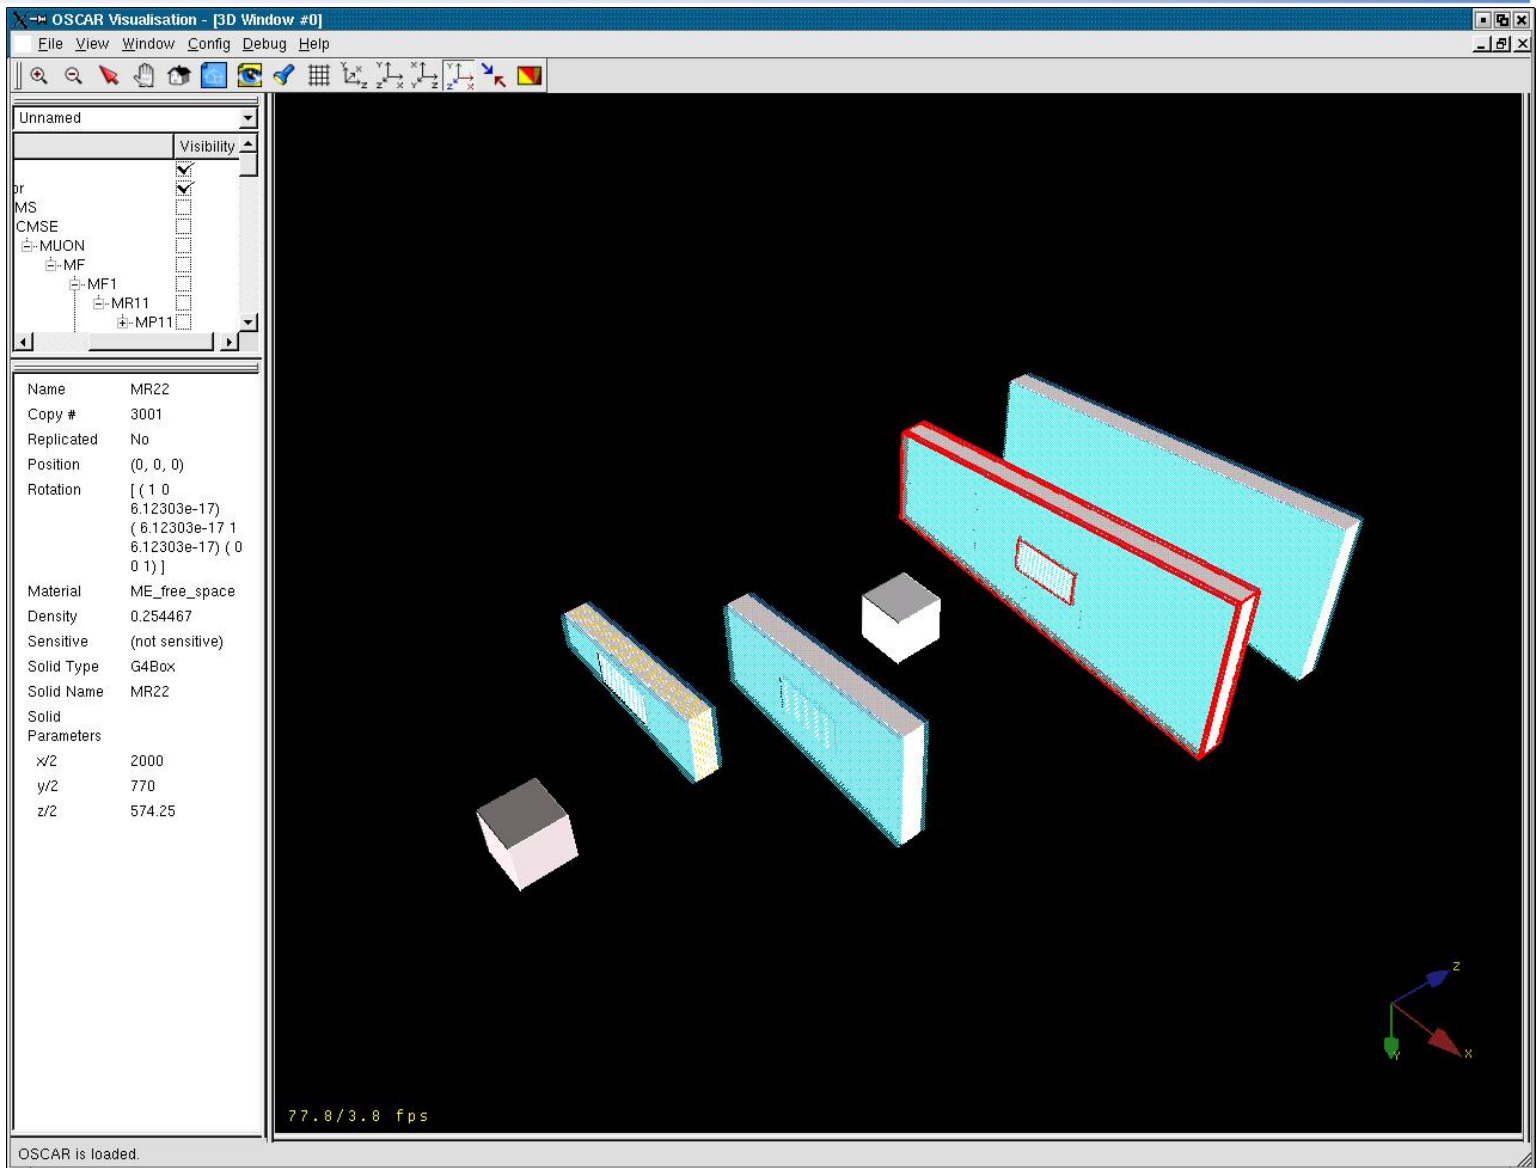 OSCAR Visualisation - [3D Window #0]
File View Window Config Debug Help
Unnamed
Visibility
or
MS
CMSE
MUON
MF
MF1
MR11
MP11
Name MR22
Copy # 3001
Replicated No
Position (0, 0, 0)
Rotation [ ( 1 0
6.12303e-17)
( 6.12303e-17 1
6.12303e-17) ( 0
0 1) ]
Material ME_free_space
Density 0.254467
Sensitive (not sensitive)
Solid Type G4Box
Solid Name MR22
Solid
Parameters
x/2 2000
y/2 770
z/2 574.25
Z
Y
X
77.8/3.8 fps
OSCAR is loaded.